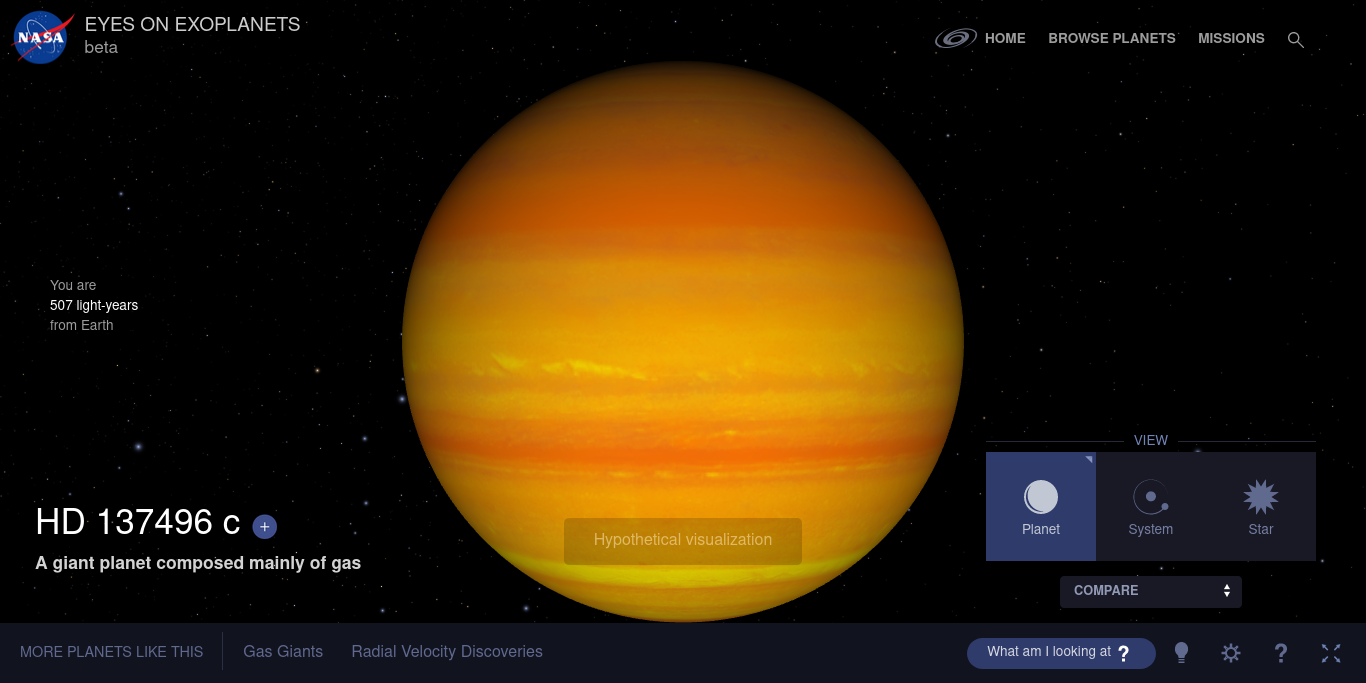 NASA
EYES ON EXOPLANETS
beta
HOME
BROWSE PLANETS
MISSIONS
You are
507 light-years
from Earth
HD 137496 c +
A giant planet composed mainly of gas
Hypothetical visualization
VIEW
Planet
System
Star
COMPARE
MORE PLANETS LIKE THIS
Gas Giants
Radial Velocity Discoveries
What am I looking at ?
?